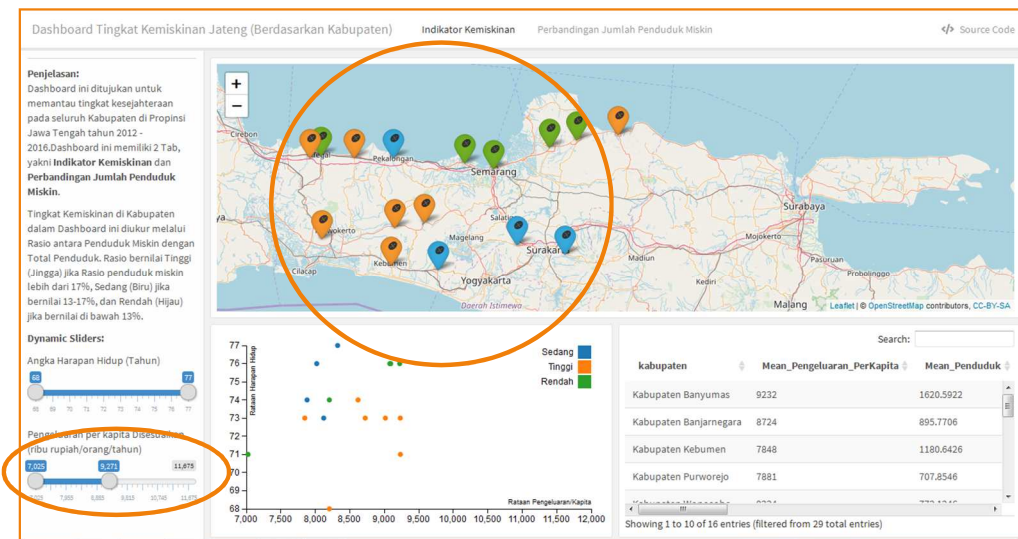 Dashboard Tingkat Kemiskinan Jateng (Berdasarkan Kabupaten)
Indikator Kemiskinan
Perbandingan Jumlah Penduduk Miskin
</> Source Code
Penjelasan:
Dashboard ini ditujukan untuk
memantau tingkat kesejahteraan
pada seluruh Kabupaten di Propinsi
Jawa Tengah tahun 2012 -
2016.Dashboard ini memiliki 2 Tab,
yakni Indikator Kemiskinan dan
Perbandingan Jumlah Penduduk
Miskin.
Tingkat Kemiskinan di Kabupaten
dalam Dashboard ini diukur melalui
Rasio antara Penduduk Miskin dengan
Total Penduduk. Rasio bernilai Tinggi
(Jingga) jika Rasio penduduk miskin
lebih dari 17%, Sedang (Biru) jika
bernilai 13-17%, dan Rendah (Hijau)
jika bernilai di bawah 13%.
Dynamic Sliders:
Angka Harapan Hidup (Tahun)
68 77
68 69 70 71 72 73 74 75 76 77
Pengeluaran per kapita Disesuaikan
(ribu rupiah/orang/tahun)
7,025 9,271 11,675
+
−
Cirebon
Pekalongan
Semarang
Salatiga
Magelang
Surakarta
Kebumen
Cilacap
Yogyakarta
Daerah Istimewa
Madiun
Kediri
Surabaya
Mojokerto
Pasuruan
Probolinggo
Malang
Leaflet | © OpenStreetMap contributors, CC-BY-SA
77
76
75
74
73
72
71
70
69
68
Rataan Harapan Hidup
Sedang
Tinggi
Rendah
Rataan Pengeluaran/Kapita
7,000 7,500 8,000 8,500 9,000 9,500 10,000 10,500 11,000 11,500 12,000
Search:
kabupaten Mean_Pengeluaran_PerKapita Mean_Penduduk
Kabupaten Banyumas 9232 1620.5922
Kabupaten Banjarnegara 8724 895.7706
Kabupaten Kebumen 7848 1180.6426
Kabupaten Purworejo 7881 707.8546
Showing 1 to 10 of 16 entries (filtered from 29 total entries)